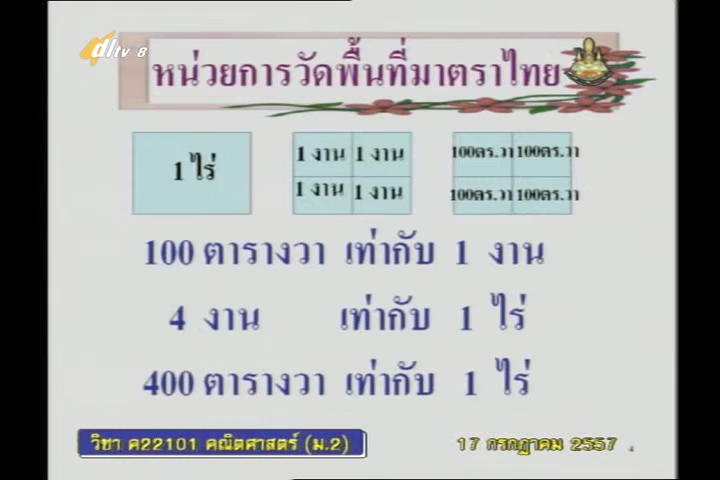 dltv 8
หน่วยการวัดพื้นที่มาตราไทย
1 ไร่
1 งาน 1 งาน
1 งาน 1 งาน
100ตร.วา 100ตร.วา
100ตร.วา 100ตร.วา
100 ตารางวา เท่ากับ 1 งาน
4 งาน เท่ากับ 1 ไร่
400 ตารางวา เท่ากับ 1 ไร่
วิชา ค22101 คณิตศาสตร์ (ม.2)
17 กรกฎาคม 2557